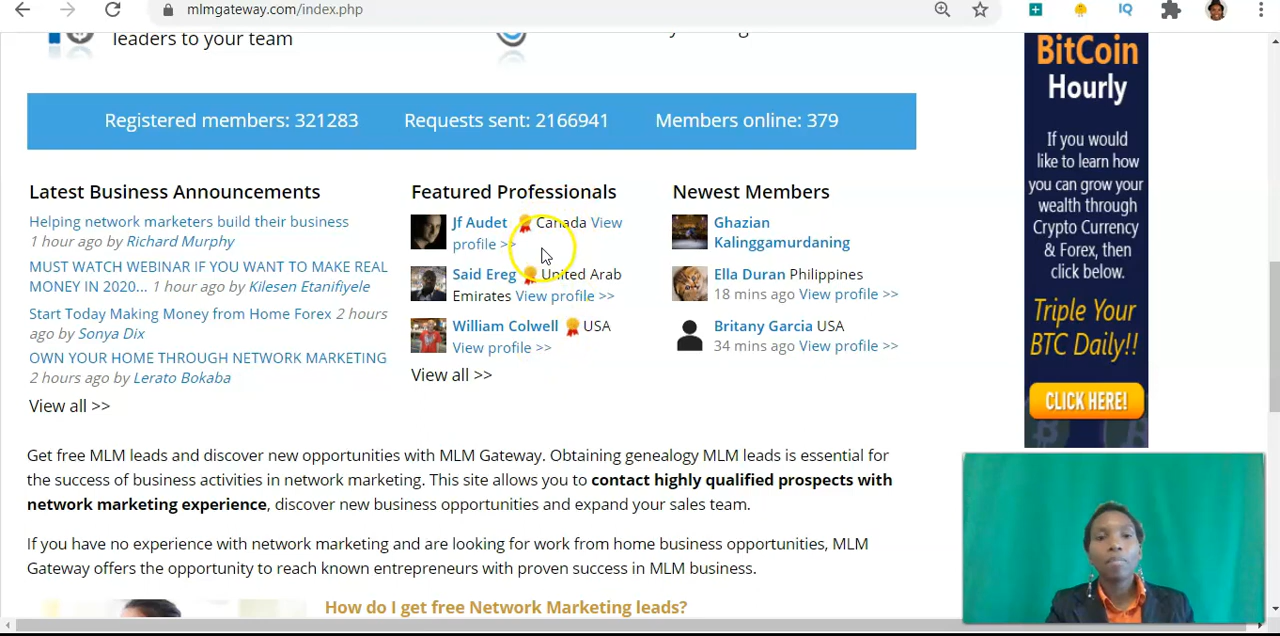 mlmgateway.com/index.php
IQ
leaders to your team
Registered members: 321283 Requests sent: 2166941 Members online: 379
Latest Business Announcements
Helping network marketers build their business
1 hour ago by Richard Murphy
MUST WATCH WEBINAR IF YOU WANT TO MAKE REAL
MONEY IN 2020... 1 hour ago by Kilesen Etanifiyele
Start Today Making Money from Home Forex 2 hours
ago by Sonya Dix
OWN YOUR HOME THROUGH NETWORK MARKETING
2 hours ago by Lerato Bokaba
View all >>
Featured Professionals
Jf Audet Canada View
profile >>
Said Ereg United Arab
Emirates View profile >>
William Colwell USA
View profile >>
View all >>
Newest Members
Ghazian
Kalinggamurdaning
Ella Duran Philippines
18 mins ago View profile >>
Britany Garcia USA
34 mins ago View profile >>
Get free MLM leads and discover new opportunities with MLM Gateway. Obtaining genealogy MLM leads is essential for
the success of business activities in network marketing. This site allows you to contact highly qualified prospects with
network marketing experience, discover new business opportunities and expand your sales team.
If you have no experience with network marketing and are looking for work from home business opportunities, MLM
Gateway offers the opportunity to reach known entrepreneurs with proven success in MLM business.
How do I get free Network Marketing leads?
BitCoin
Hourly
If you would
like to learn how
you can grow your
wealth through
Crypto Currency
& Forex, then
click below.
Triple Your
BTC Daily!!
CLICK HERE!